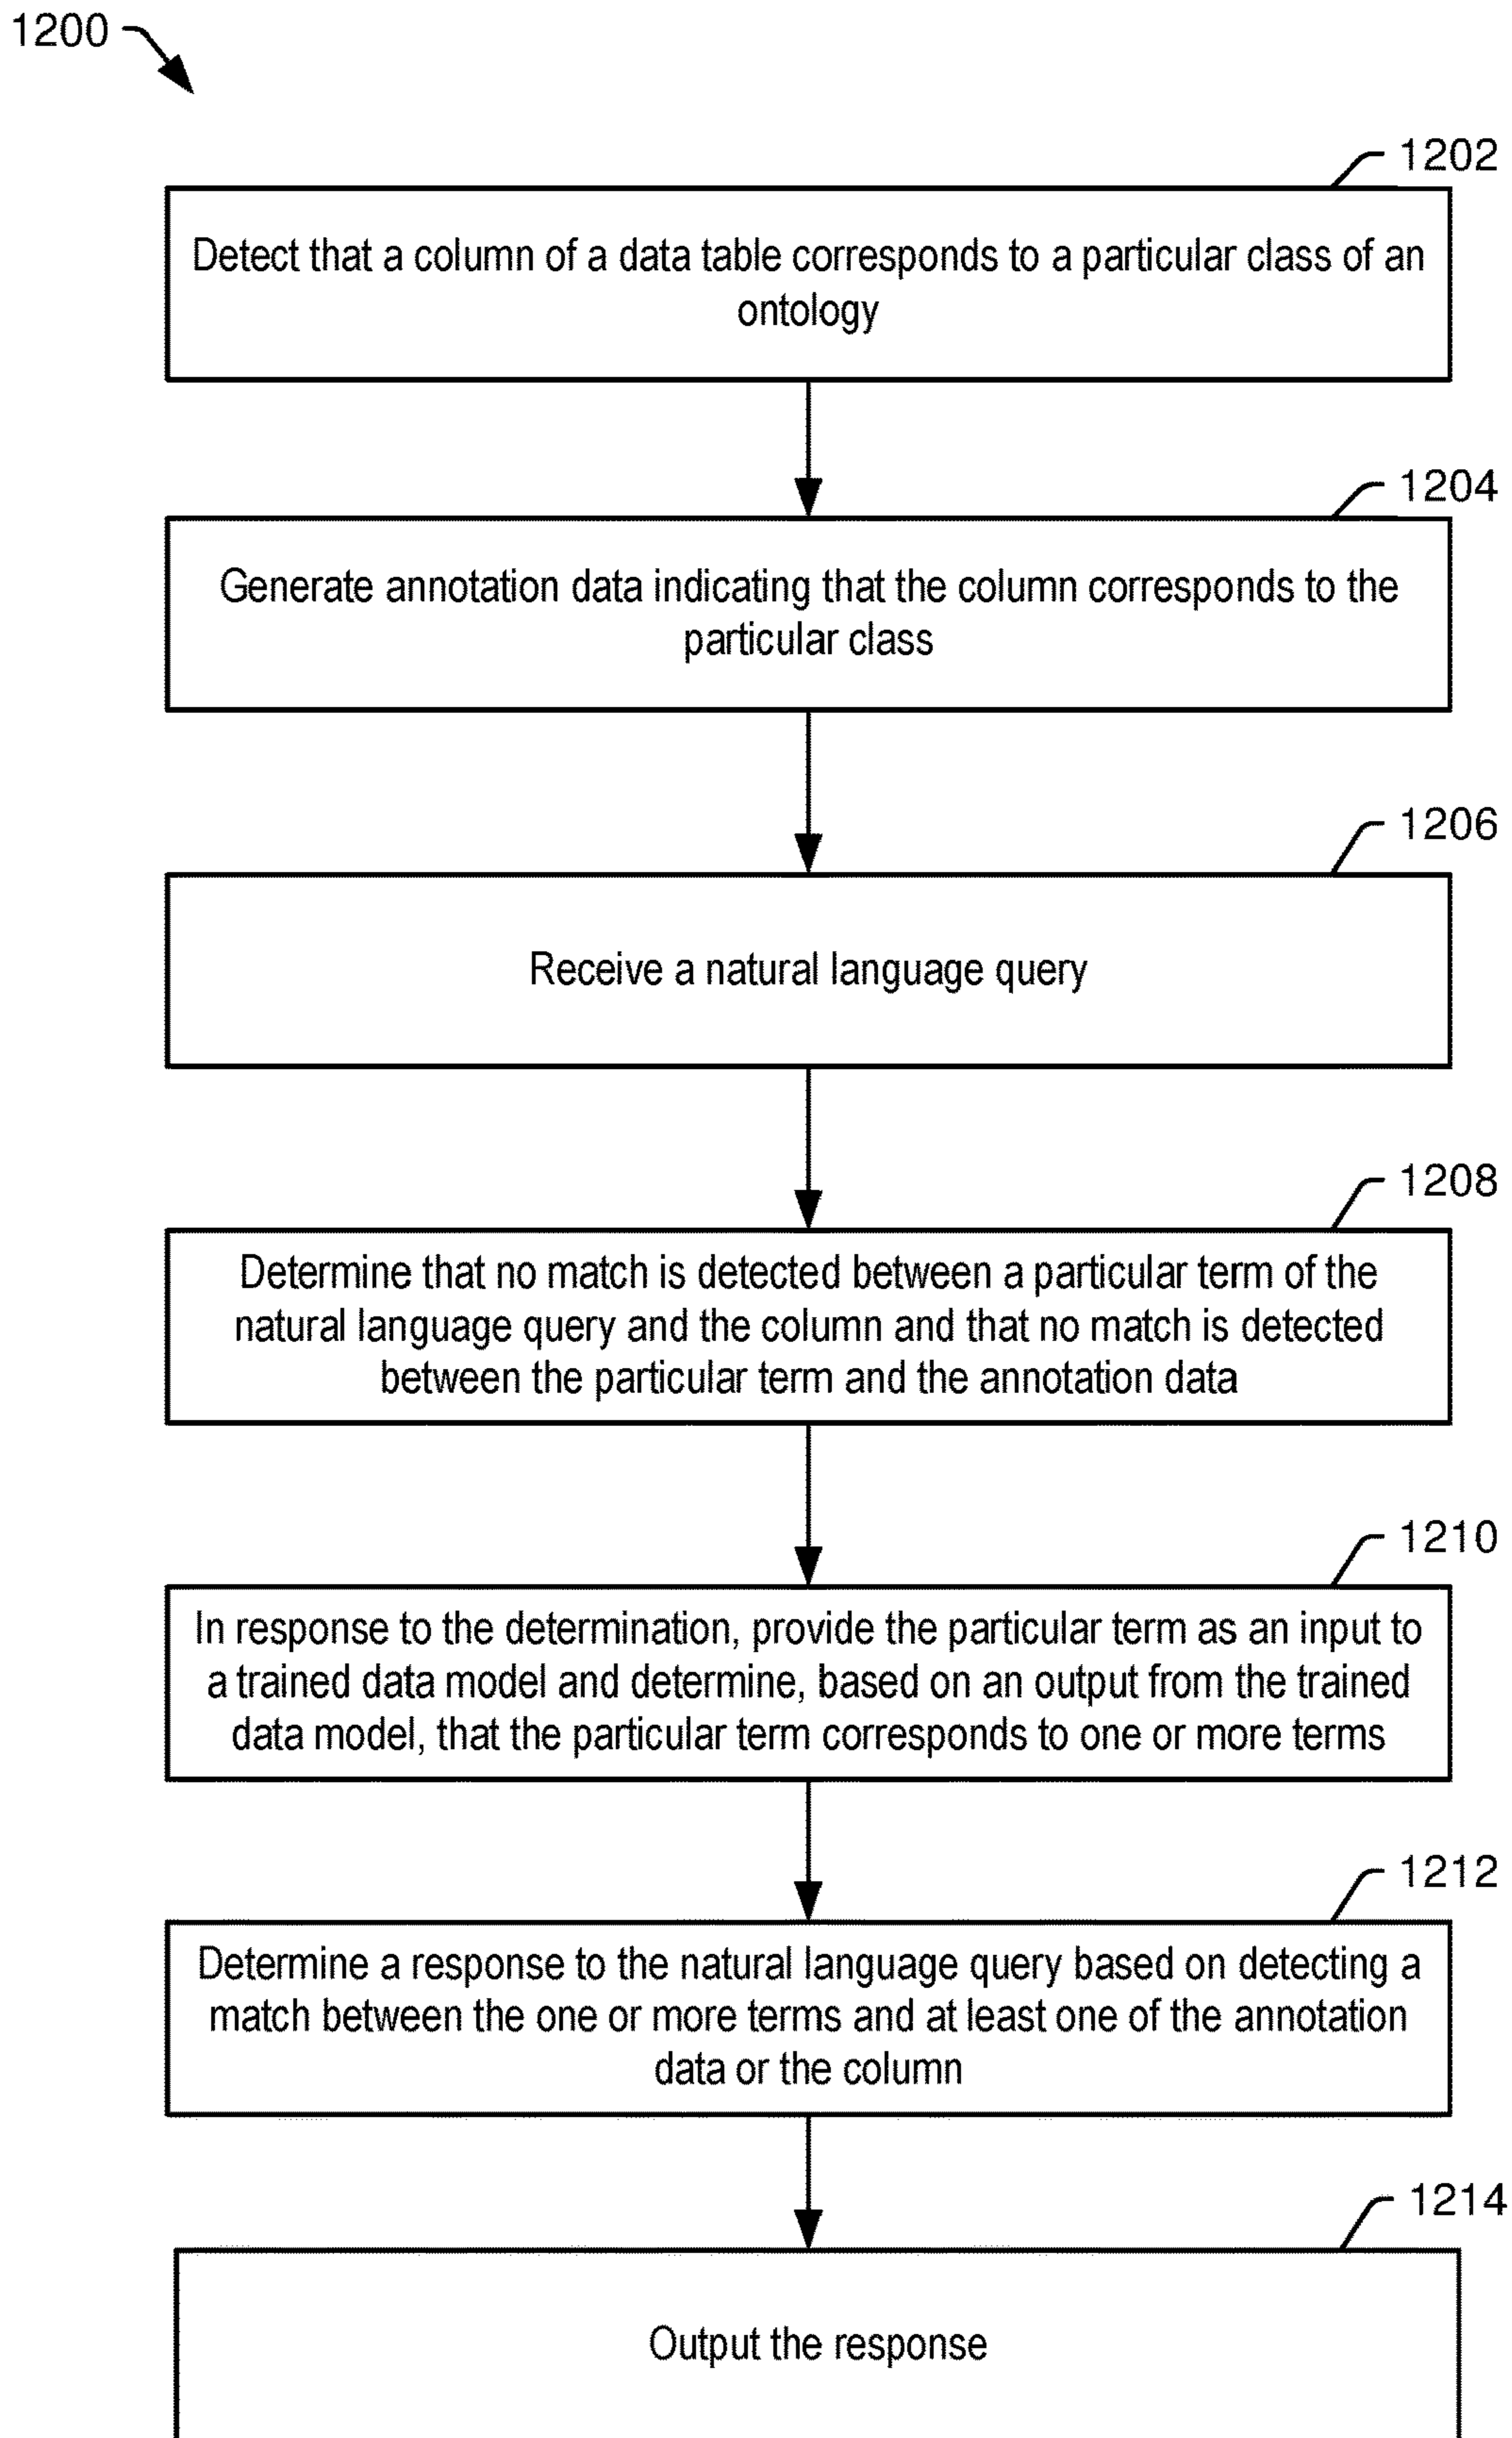 1200
1202
Detect that a column of a data table corresponds to a particular class of an
ontology
1204
Generate annotation data indicating that the column corresponds to the
particular class
1206
Receive a natural language query
1208
Determine that no match is detected between a particular term of the
natural language query and the column and that no match is detected
between the particular term and the annotation data
1210
In response to the determination, provide the particular term as an input to
a trained data model and determine, based on an output from the trained
data model, that the particular term corresponds to one or more terms
1212
Determine a response to the natural language query based on detecting a
match between the one or more terms and at least one of the annotation
data or the column
1214
Output the response